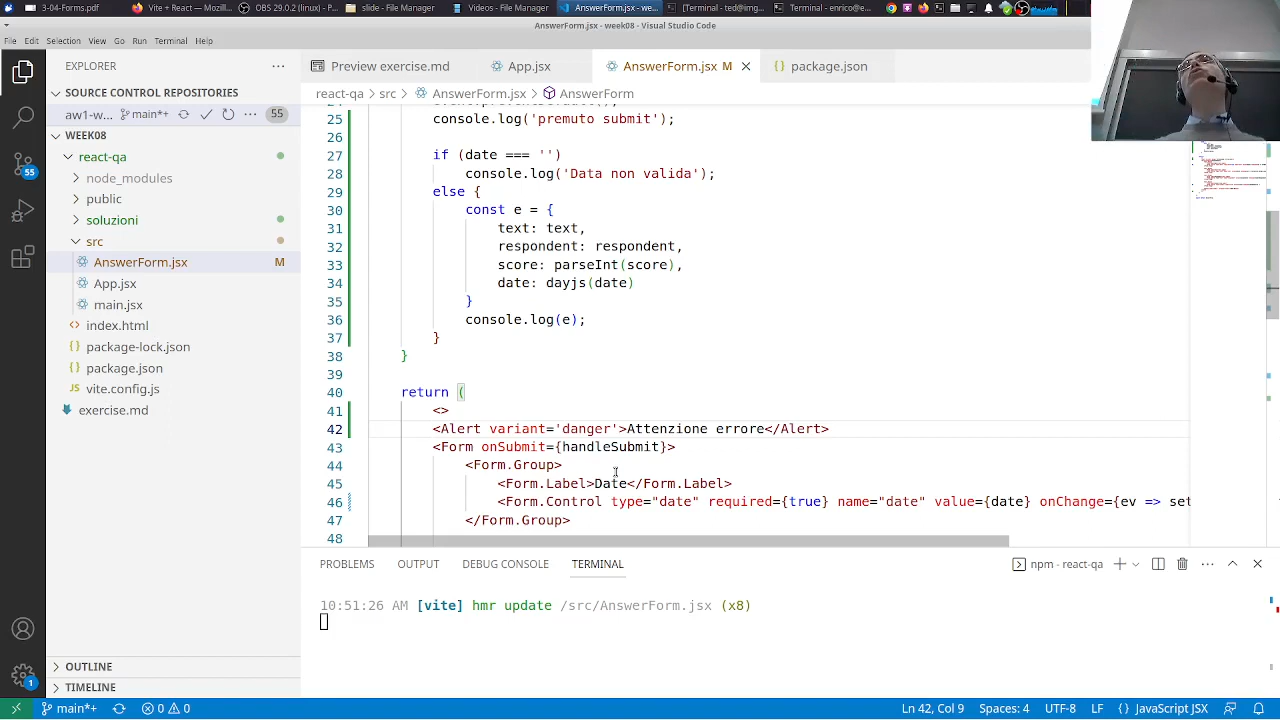 3-04-Forms.pdf
Vite + React — M...
OBS 29.0.2 (linux) - P...
slide-File Manager
Videos-File Manager
AnswerForm.jsx - we...
Terminal - ted@img...
Terminal - enrico@e...
AnswerForm.jsx - week08 - Visual Studio Code
File Edit Selection View Go Run Terminal Help
EXPLORER
SOURCE CONTROL REPOSITORIES
aw1-w... main*+ 55
WEEK08
react-qa
node_modules
public
soluzioni
src
AnswerForm.jsx M
App.jsx
main.jsx
index.html
package-lock.json
package.json
vite.config.js
exercise.md
OUTLINE
TIMELINE
55
1
Preview exercise.md App.jsx AnswerForm.jsx M package.json
react-qa > src > AnswerForm.jsx > AnswerForm
25 console.log('premuto submit');
26
27 if (date === '')
28 console.log('Data non valida');
29 else {
30 const e = {
31 text: text,
32 respondent: respondent,
33 score: parseInt(score),
34 date: dayjs(date)
35 }
36 console.log(e);
37 }
38 }
39
40 return (
41 <>
42 <Alert variant='danger'>Attenzione errore</Alert>
43 <Form onSubmit={handleSubmit}>
44 <Form.Group>
45 <Form.Label>Date</Form.Label>
46 <Form.Control type="date" required={true} name="date" value={date} onChange={ev => set
47 </Form.Group>
48
PROBLEMS OUTPUT DEBUG CONSOLE TERMINAL
npm - react-qa
10:51:26 AM [vite] hmr update /src/AnswerForm.jsx (x8)
main*+ 0 0 Ln 42, Col 9 Spaces: 4 UTF-8 LF {} JavaScript JSX